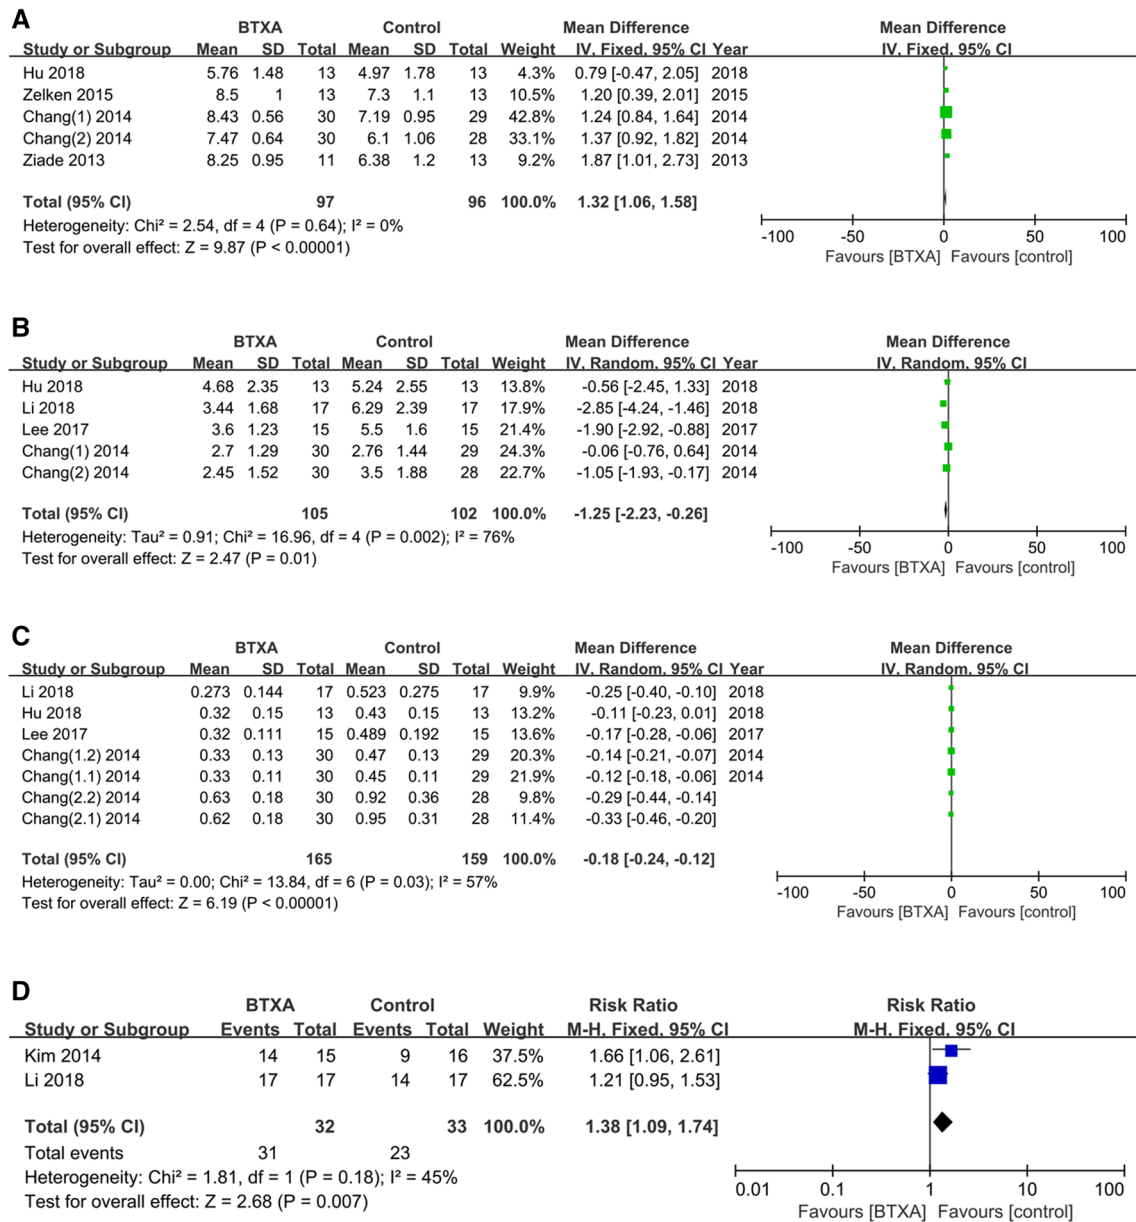 A
BTXA Control Mean Difference Mean Difference
Study or Subgroup Mean SD Total Mean SD Total Weight IV, Fixed, 95% CI Year IV, Fixed, 95% CI
Hu 2018 5.76 1.48 13 4.97 1.78 13 4.3% 0.79 [-0.47, 2.05] 2018
Zelken 2015 8.5 1 13 7.3 1.1 13 10.5% 1.20 [0.39, 2.01] 2015
Chang(1) 2014 8.43 0.56 30 7.19 0.95 29 42.8% 1.24 [0.84, 1.64] 2014
Chang(2) 2014 7.47 0.64 30 6.1 1.06 28 33.1% 1.37 [0.92, 1.82] 2014
Ziade 2013 8.25 0.95 11 6.38 1.2 13 9.2% 1.87 [1.01, 2.73] 2013
Total (95% CI) 97 96 100.0% 1.32 [1.06, 1.58]
Heterogeneity: Chi² = 2.54, df = 4 (P = 0.64); I² = 0%
Test for overall effect: Z = 9.87 (P < 0.00001)
-100 -50 0 50 100
Favours [BTXA] Favours [control]
B
BTXA Control Mean Difference Mean Difference
Study or Subgroup Mean SD Total Mean SD Total Weight IV, Random, 95% CI Year IV, Random, 95% CI
Hu 2018 4.68 2.35 13 5.24 2.55 13 13.8% -0.56 [-2.45, 1.33] 2018
Li 2018 3.44 1.68 17 6.29 2.39 17 17.9% -2.85 [-4.24, -1.46] 2018
Lee 2017 3.6 1.23 15 5.5 1.6 15 21.4% -1.90 [-2.92, -0.88] 2017
Chang(1) 2014 2.7 1.29 30 2.76 1.44 29 24.3% -0.06 [-0.76, 0.64] 2014
Chang(2) 2014 2.45 1.52 30 3.5 1.88 28 22.7% -1.05 [-1.93, -0.17] 2014
Total (95% CI) 105 102 100.0% -1.25 [-2.23, -0.26]
Heterogeneity: Tau² = 0.91; Chi² = 16.96, df = 4 (P = 0.002); I² = 76%
Test for overall effect: Z = 2.47 (P = 0.01)
-100 -50 0 50 100
Favours [BTXA] Favours [control]
C
BTXA Control Mean Difference Mean Difference
Study or Subgroup Mean SD Total Mean SD Total Weight IV, Random, 95% CI Year IV, Random, 95% CI
Li 2018 0.273 0.144 17 0.523 0.275 17 9.9% -0.25 [-0.40, -0.10] 2018
Hu 2018 0.32 0.15 13 0.43 0.15 13 13.2% -0.11 [-0.23, 0.01] 2018
Lee 2017 0.32 0.111 15 0.489 0.192 15 13.6% -0.17 [-0.28, -0.06] 2017
Chang(1.2) 2014 0.33 0.13 30 0.47 0.13 29 20.3% -0.14 [-0.21, -0.07] 2014
Chang(1.1) 2014 0.33 0.11 30 0.45 0.11 29 21.9% -0.12 [-0.18, -0.06] 2014
Chang(2.2) 2014 0.63 0.18 30 0.92 0.36 28 9.8% -0.29 [-0.44, -0.14]
Chang(2.1) 2014 0.62 0.18 30 0.95 0.31 28 11.4% -0.33 [-0.46, -0.20]
Total (95% CI) 165 159 100.0% -0.18 [-0.24, -0.12]
Heterogeneity: Tau² = 0.00; Chi² = 13.84, df = 6 (P = 0.03); I² = 57%
Test for overall effect: Z = 6.19 (P < 0.00001)
-100 -50 0 50 100
Favours [BTXA] Favours [control]
D
BTXA Control Risk Ratio Risk Ratio
Study or Subgroup Events Total Events Total Weight M-H, Fixed, 95% CI M-H, Fixed, 95% CI
Kim 2014 14 15 9 16 37.5% 1.66 [1.06, 2.61]
Li 2018 17 17 14 17 62.5% 1.21 [0.95, 1.53]
Total (95% CI) 32 33 100.0% 1.38 [1.09, 1.74]
Total events 31 23
Heterogeneity: Chi² = 1.81, df = 1 (P = 0.18); I² = 45%
Test for overall effect: Z = 2.68 (P = 0.007)
0.01 0.1 1 10 100
Favours [BTXA] Favours [control]